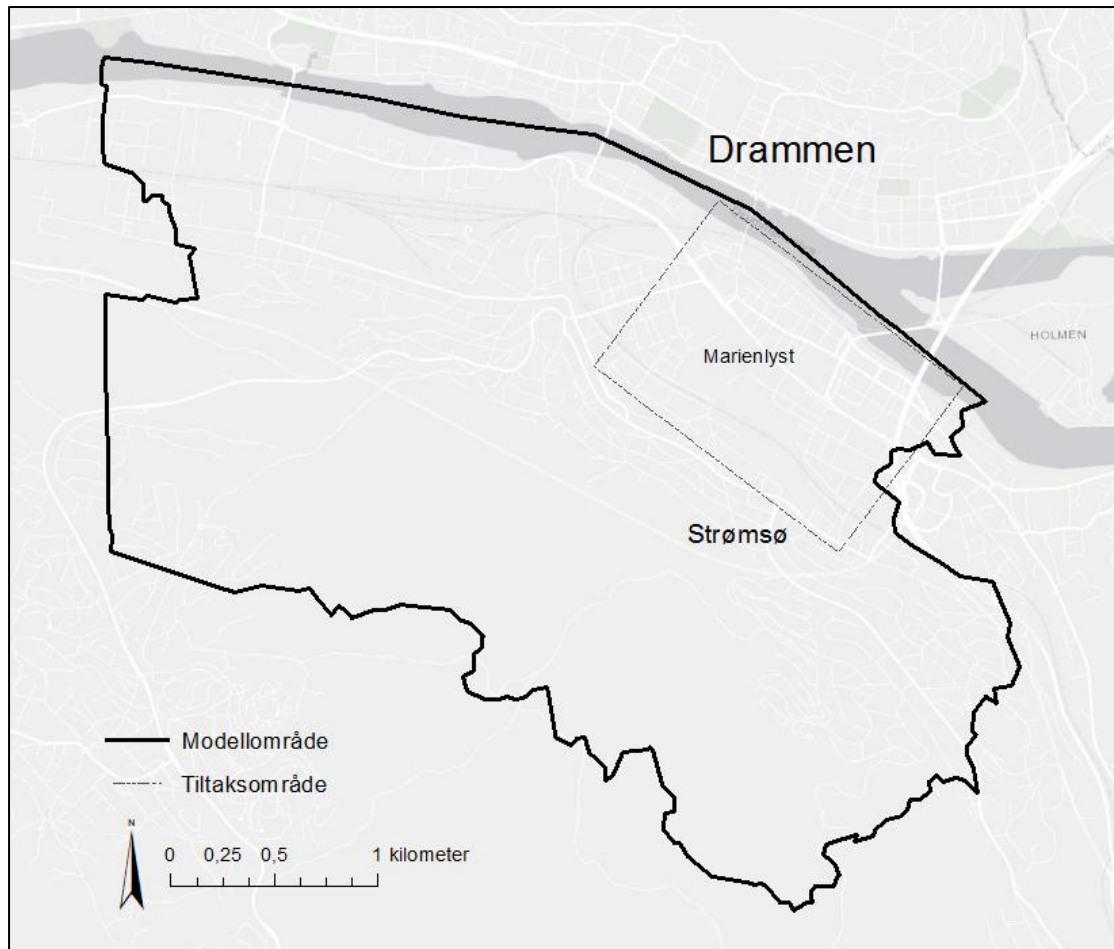 Drammen
HOLMEN
Marienlyst
Strømsø
Modellområde
Tiltaksområde
N
0 0,25 0,5 1 kilometer